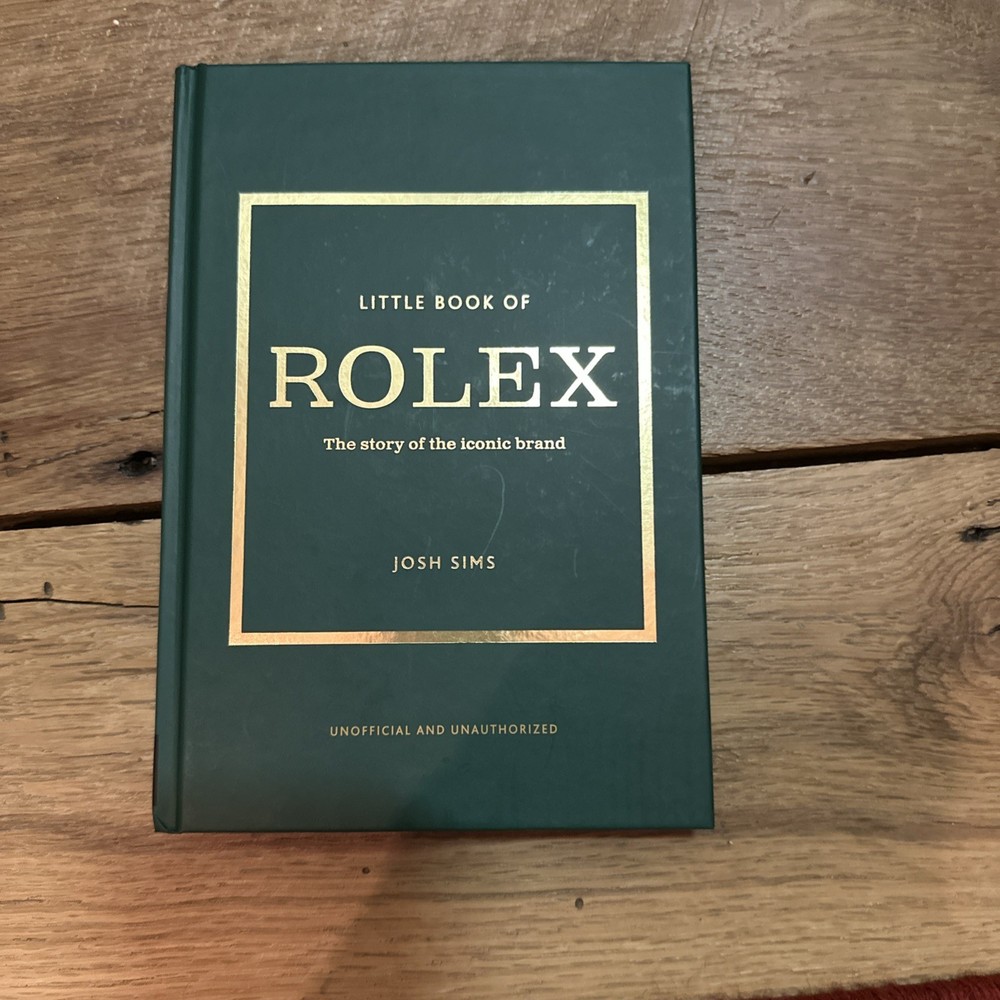 LITTLE BOOK OF
ROLEX
The story of the iconic brand
JOSH SIMS
UNOFFICIAL AND UNAUTHORIZED